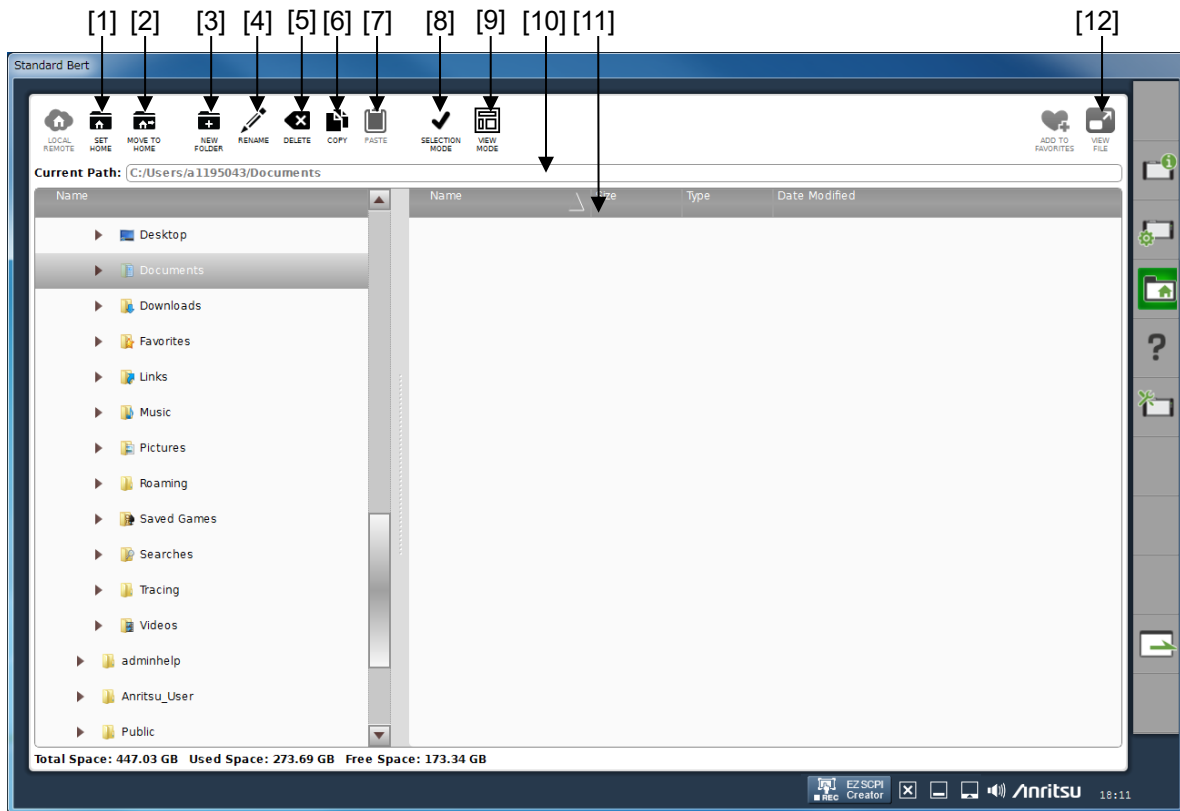 [1] [2] [3] [4] [5] [6] [7] [8] [9] [10] [11] [12]
Standard Bert
LOCAL REMOTE
SET HOME
MOVE TO HOME
NEW FOLDER
RENAME
DELETE
COPY
PASTE
SELECTION MODE
VIEW MODE
ADD TO FAVORITES
VIEW FILE
Current Path: C:/Users/a1195043/Documents
Name
Name Size Type Date Modified
Desktop
Documents
Downloads
Favorites
Links
Music
Pictures
Roaming
Saved Games
Searches
Tracing
Videos
adminhelp
Anritsu_User
Public
Total Space: 447.03 GB Used Space: 273.69 GB Free Space: 173.34 GB
REC
EZ SCPI
Creator
Anritsu 18:11